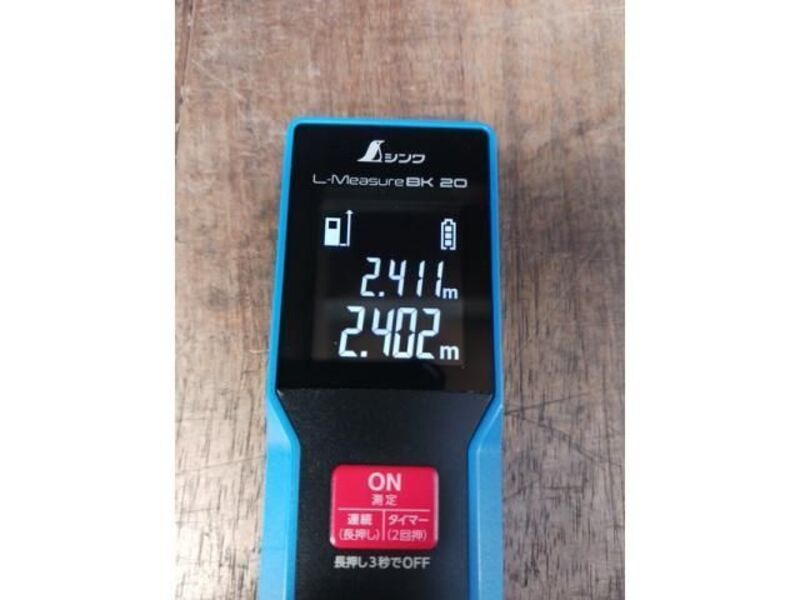 シンワ
L-Measure BK 20
2.411m
2.402m
ON
測定
連続 タイマー
(長押し) (2回押)
長押し3秒でOFF